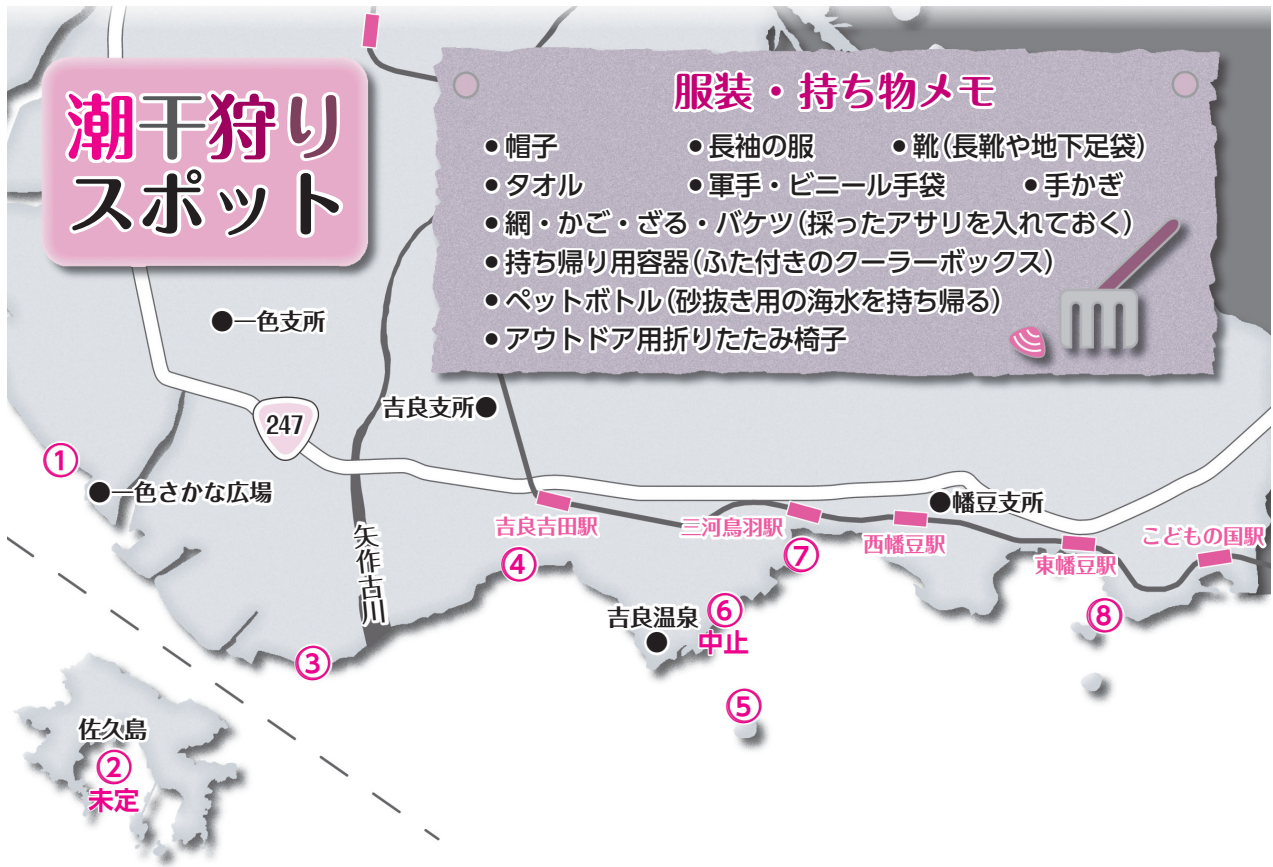 潮干狩り
スポット
服装・持ち物メモ
●帽子 ●長袖の服 ●靴(長靴や地下足袋)
●タオル ●軍手・ビニール手袋 ●手かぎ
●網・かご・ざる・バケツ(採ったアサリを入れておく)
●持ち帰り用容器(ふた付きのクーラーボックス)
●ペットボトル(砂抜き用の海水を持ち帰る)
●アウトドア用折りたたみ椅子
●一色支所
吉良支所●
247
①
●一色さかな広場
矢作古川
吉良吉田駅
三河鳥羽駅
●幡豆支所
西幡豆駅
東幡豆駅
こどもの国駅
④
⑦
吉良温泉
⑥
中止
⑧
③
⑤
佐久島
②
未定